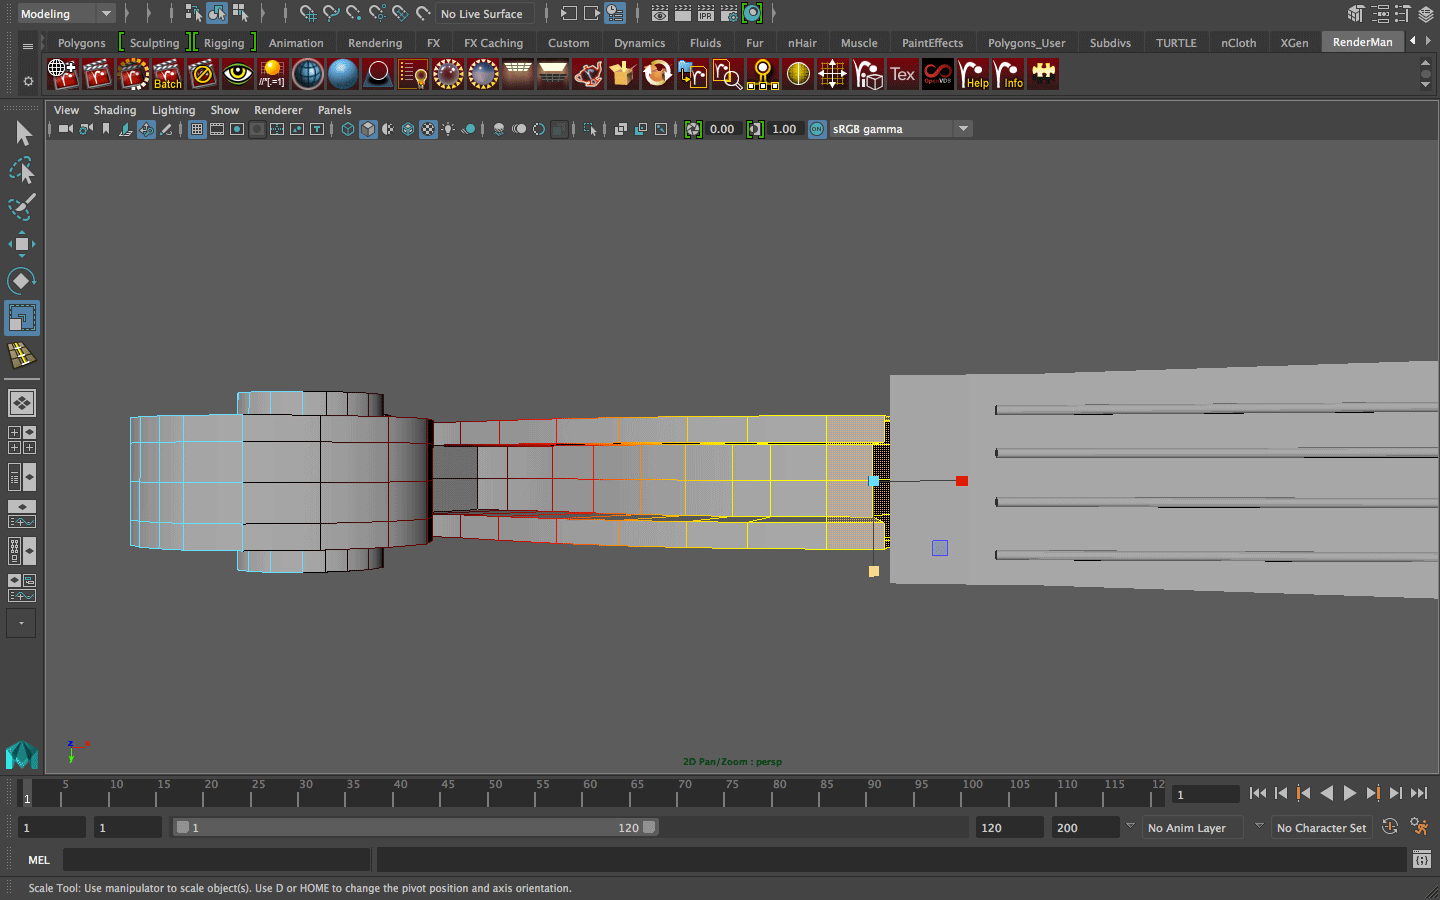 Modeling
No Live Surface
IPR
Polygons Sculpting Rigging Animation Rendering FX FX Caching Custom Dynamics Fluids Fur nHair Muscle PaintEffects Polygons_User Subdivs TURTLE nCloth XGen RenderMan
Batch
//*[=1]
Tex
OpenVDB
Help
Info
View Shading Lighting Show Renderer Panels
0.00
1.00
ON
sRGB gamma
z
x
y
2D Pan/Zoom : persp
5 10 15 20 25 30 35 40 45 50 55 60 65 70 75 80 85 90 95 100 105 110 115 12
1
1
1
1
1
120
120
200
No Anim Layer
No Character Set
MEL
Scale Tool: Use manipulator to scale object(s). Use D or HOME to change the pivot position and axis orientation.